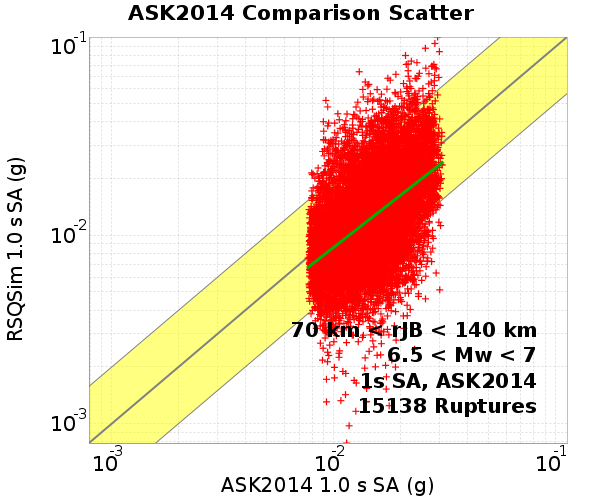 ASK2014 Comparison Scatter
10-1
10-2
10-3
RSQSim 1.0 s SA (g)
70 km < rJB < 140 km
6.5 < Mw < 7
1s SA, ASK2014
15138 Ruptures
10-3 10-2 10-1
ASK2014 1.0 s SA (g)